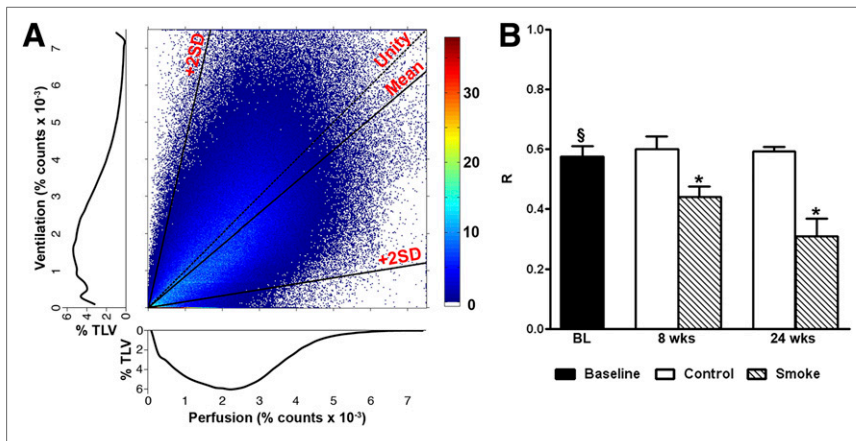 A
Ventilation (% counts x 10⁻³)
7
6
5
4
3
2
1
0
6 4 2 0
% TLV
+2SD
Unity
Mean
+2SD
30
20
10
0
% TLV
0
2
4
6
0 1 2 3 4 5 6 7
Perfusion (% counts x 10⁻³)
B
R
1.0
0.8
0.6
0.4
0.2
0.0
§
*
*
BL 8 wks 24 wks
Baseline Control Smoke